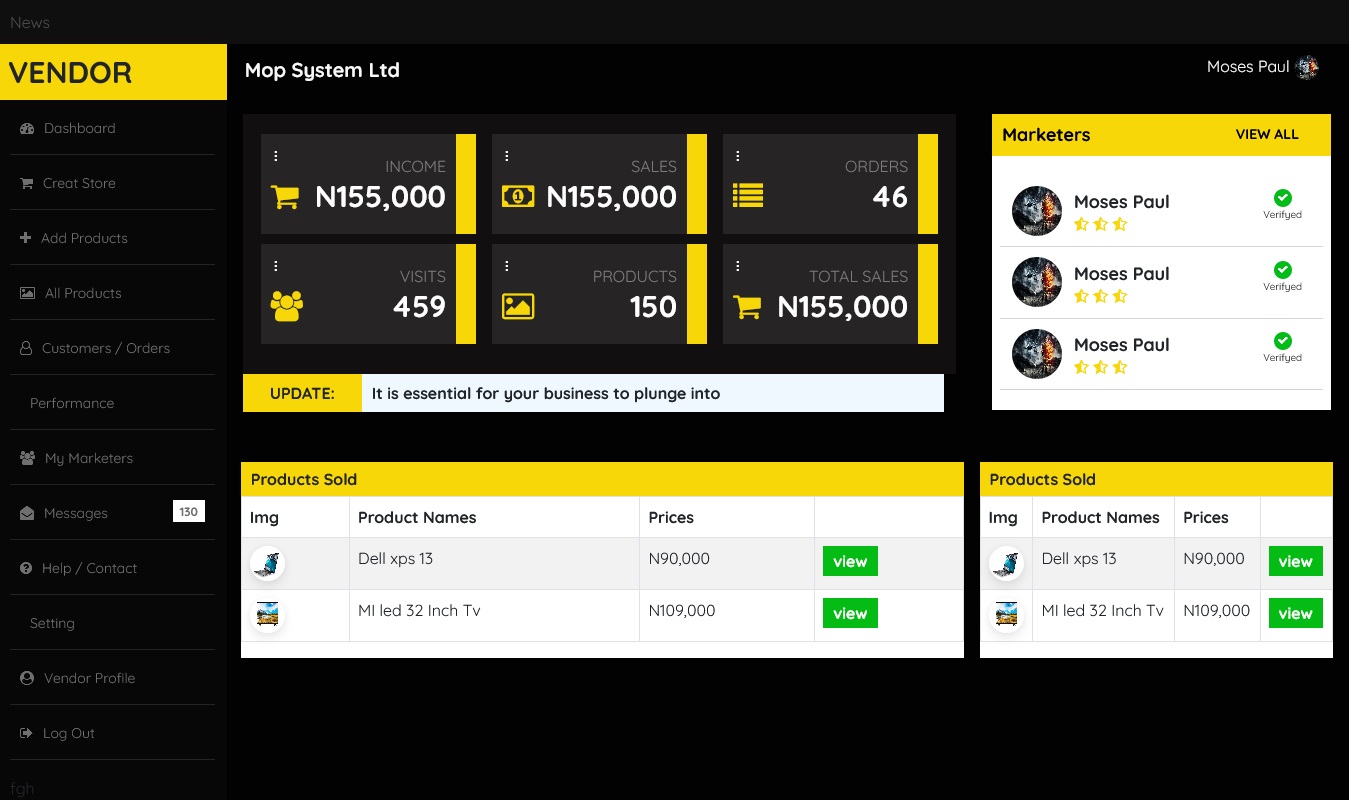 News
VENDOR
Mop System Ltd
Moses Paul
Dashboard
Creat Store
Add Products
All Products
Customers / Orders
Performance
My Marketers
Messages 130
Help / Contact
Setting
Vendor Profile
Log Out
fgh
INCOME
N155,000
SALES
N155,000
ORDERS
46
VISITS
459
PRODUCTS
150
TOTAL SALES
N155,000
UPDATE: It is essential for your business to plunge into
Marketers VIEW ALL
Moses Paul
Verifyed
Moses Paul
Verifyed
Moses Paul
Verifyed
Products Sold
Img Product Names Prices
Dell xps 13 N90,000 view
MI led 32 Inch Tv N109,000 view
Products Sold
Img Product Names Prices
Dell xps 13 N90,000 view
MI led 32 Inch Tv N109,000 view